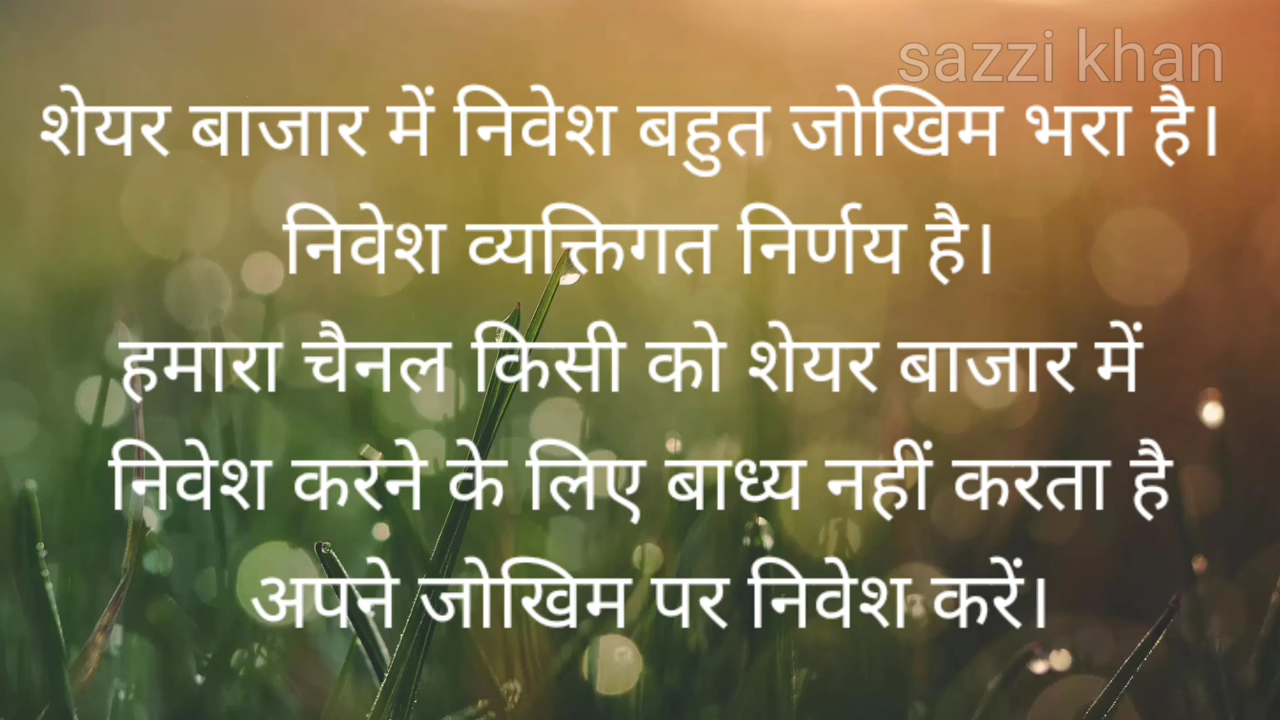 sazzi khan
शेयर बाजार में निवेश बहुत जोखिम भरा है।
निवेश व्यक्तिगत निर्णय है।
हमारा चैनल किसी को शेयर बाजार में
निवेश करने के लिए बाध्य नहीं करता है
अपने जोखिम पर निवेश करें।